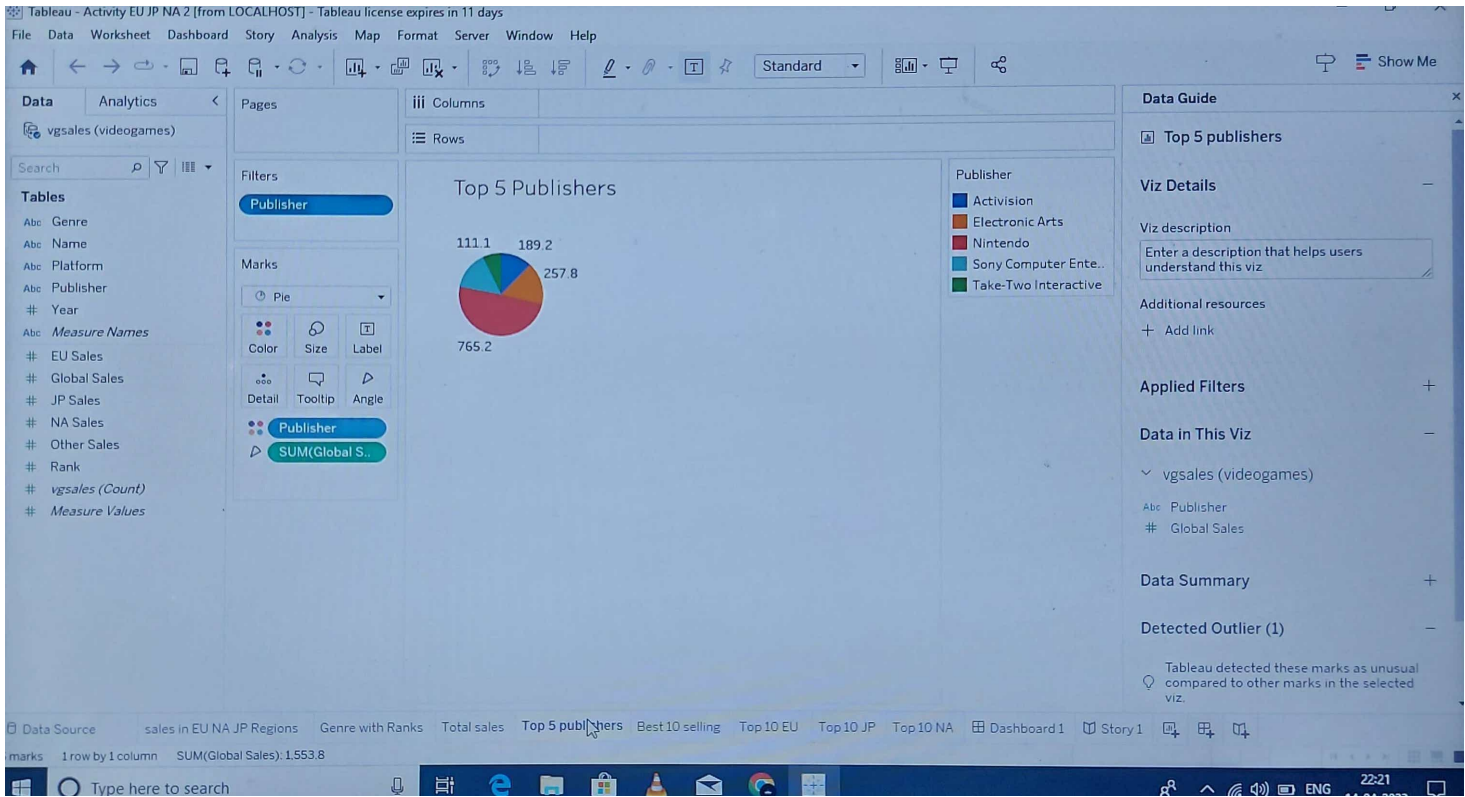 Tableau - Activity EU JP NA 2 [from LOCALHOST] - Tableau license expires in 11 days
File Data Worksheet Dashboard Story Analysis Map Format Server Window Help
Standard
Show Me
Data Analytics
vgsales (videogames)
Search
Tables
Abc Genre
Abc Name
Abc Platform
Abc Publisher
# Year
Abc Measure Names
# EU Sales
# Global Sales
# JP Sales
# NA Sales
# Other Sales
# Rank
# vgsales (Count)
# Measure Values
Pages
Filters
Publisher
Marks
Pie
Color Size Label
Detail Tooltip Angle
Publisher
SUM(Global S..
iii Columns
Rows
Top 5 Publishers
111.1 189.2
257.8
765.2
Publisher
Activision
Electronic Arts
Nintendo
Sony Computer Ente..
Take-Two Interactive
Data Guide
Top 5 publishers
Viz Details
Viz description
Enter a description that helps users
understand this viz
Additional resources
+ Add link
Applied Filters
Data in This Viz
vgsales (videogames)
Abc Publisher
# Global Sales
Data Summary
Detected Outlier (1)
Tableau detected these marks as unusual
compared to other marks in the selected
viz.
Data Source sales in EU NA JP Regions Genre with Ranks Total sales Top 5 publishers Best 10 selling Top 10 EU Top 10 JP Top 10 NA Dashboard 1 Story 1
marks 1 row by 1 column SUM(Global Sales): 1,553.8
Type here to search
ENG
22:21